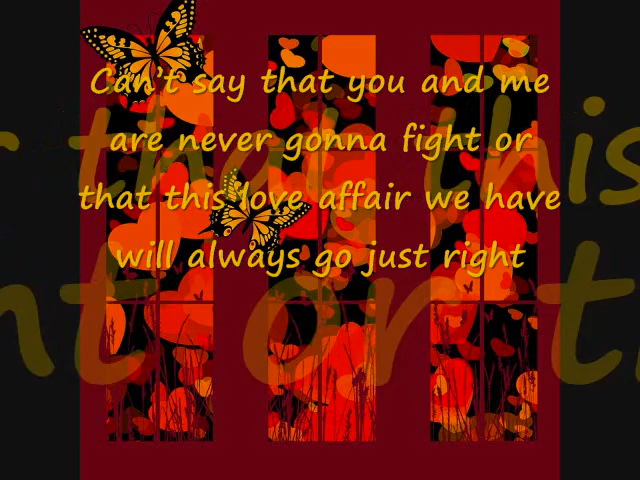 Can't say that you and me
are never gonna fight or
that this love affair we have
will always go just right